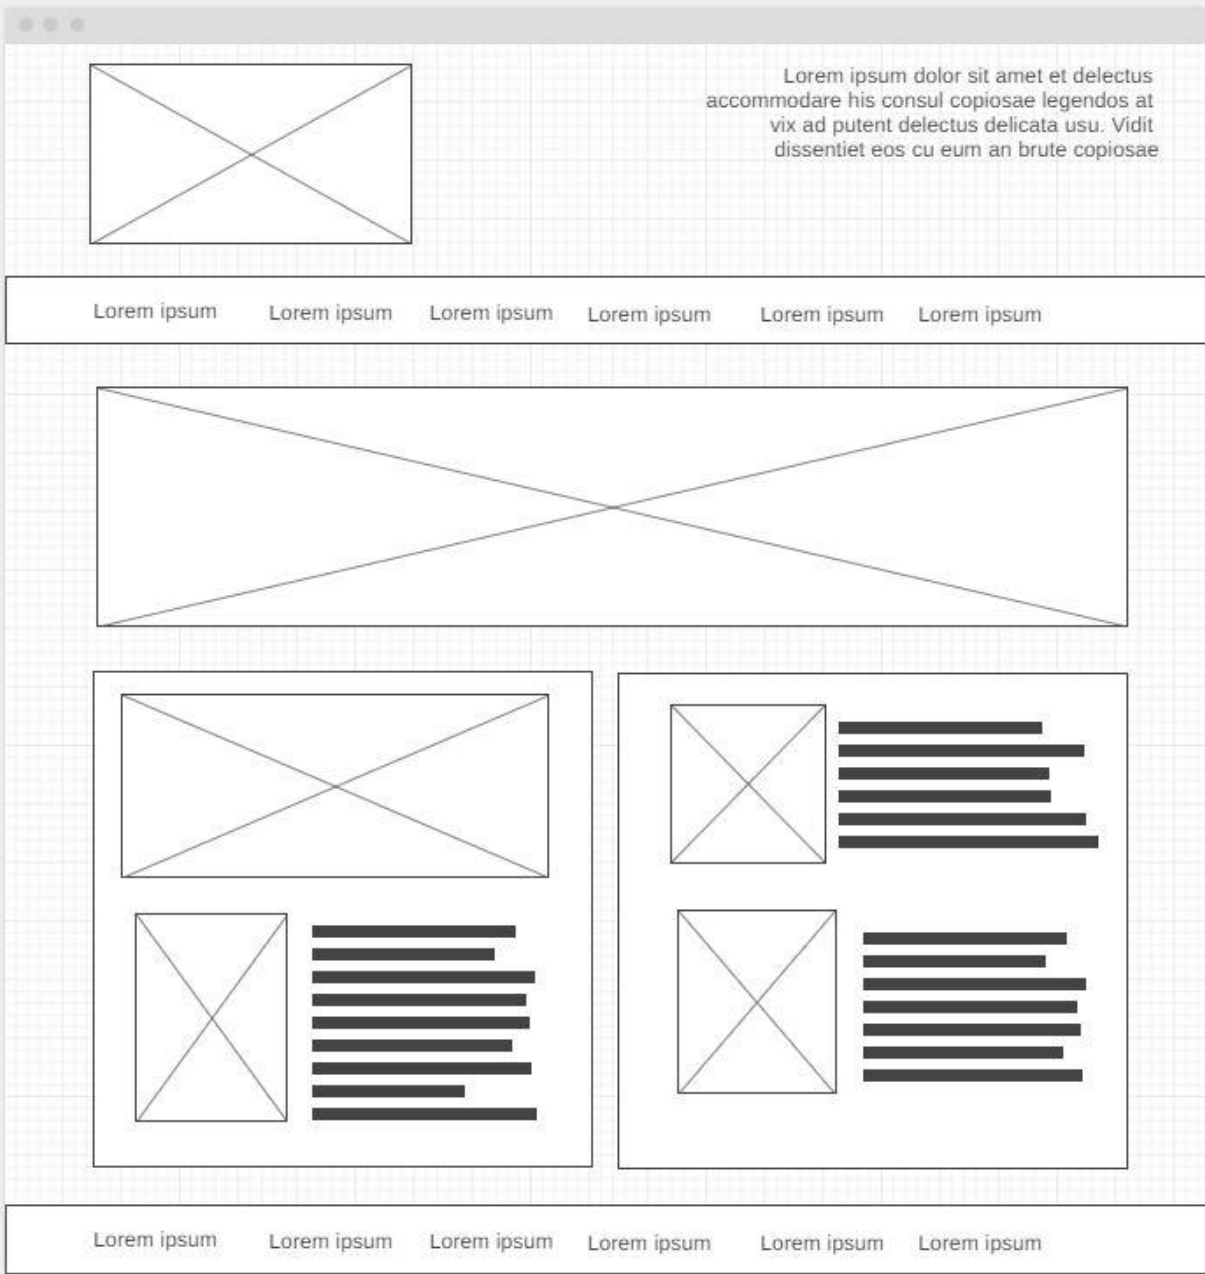 Lorem ipsum dolor sit amet et delectus
accommodare his consul copiosae legendos at
vix ad putent delectus delicata usu. Vidit
dissentiet eos cu eum an brute copiosae
Lorem ipsum Lorem ipsum Lorem ipsum Lorem ipsum Lorem ipsum Lorem ipsum
Lorem ipsum Lorem ipsum Lorem ipsum Lorem ipsum Lorem ipsum Lorem ipsum